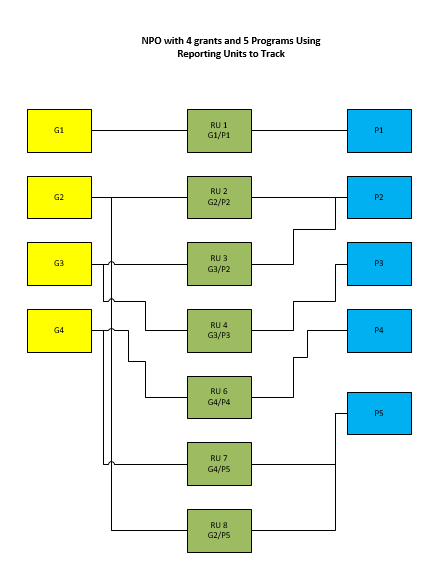 NPO with 4 grants and 5 Programs Using
Reporting Units to Track
G1
RU 1
G1/P1
P1
G2
RU 2
G2/P2
P2
G3
RU 3
G3/P2
P3
G4
RU 4
G3/P3
P4
RU 6
G4/P4
P5
RU 7
G4/P5
RU 8
G2/P5